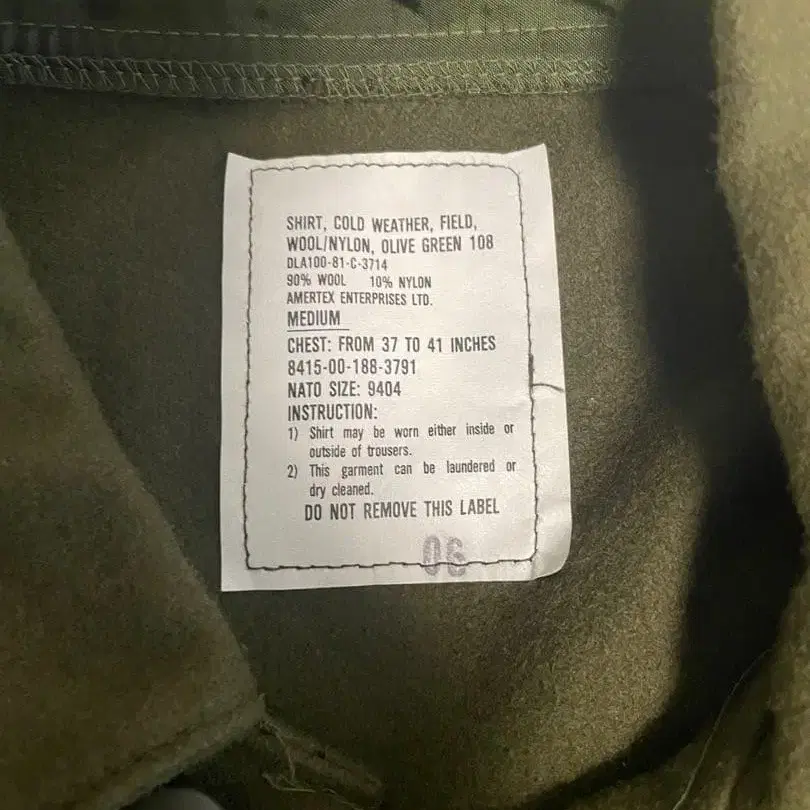 SHIRT, COLD WEATHER, FIELD,
WOOL/NYLON, OLIVE GREEN 108
DLA100-81-C-3714
90% WOOL 10% NYLON
AMERTEX ENTERPRISES LTD.
MEDIUM
CHEST: FROM 37 TO 41 INCHES
8415-00-188-3791
NATO SIZE: 9404
INSTRUCTION:
1) Shirt may be worn either inside or
outside of trousers.
2) This garment can be laundered or
dry cleaned.
DO NOT REMOVE THIS LABEL